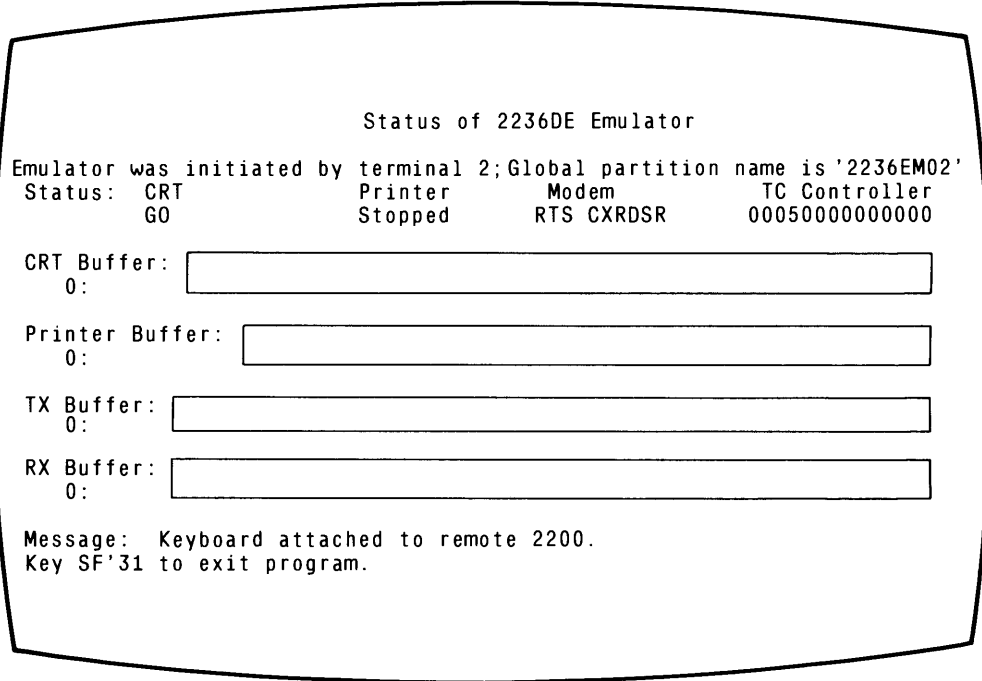 Status of 2236DE Emulator
Emulator was initiated by terminal 2;Global partition name is '2236EM02'
Status: CRT Printer Modem TC Controller
GO Stopped RTS CXRDSR 00050000000000
CRT Buffer:
0:
Printer Buffer:
0:
TX Buffer:
0:
RX Buffer:
0:
Message: Keyboard attached to remote 2200.
Key SF'31 to exit program.